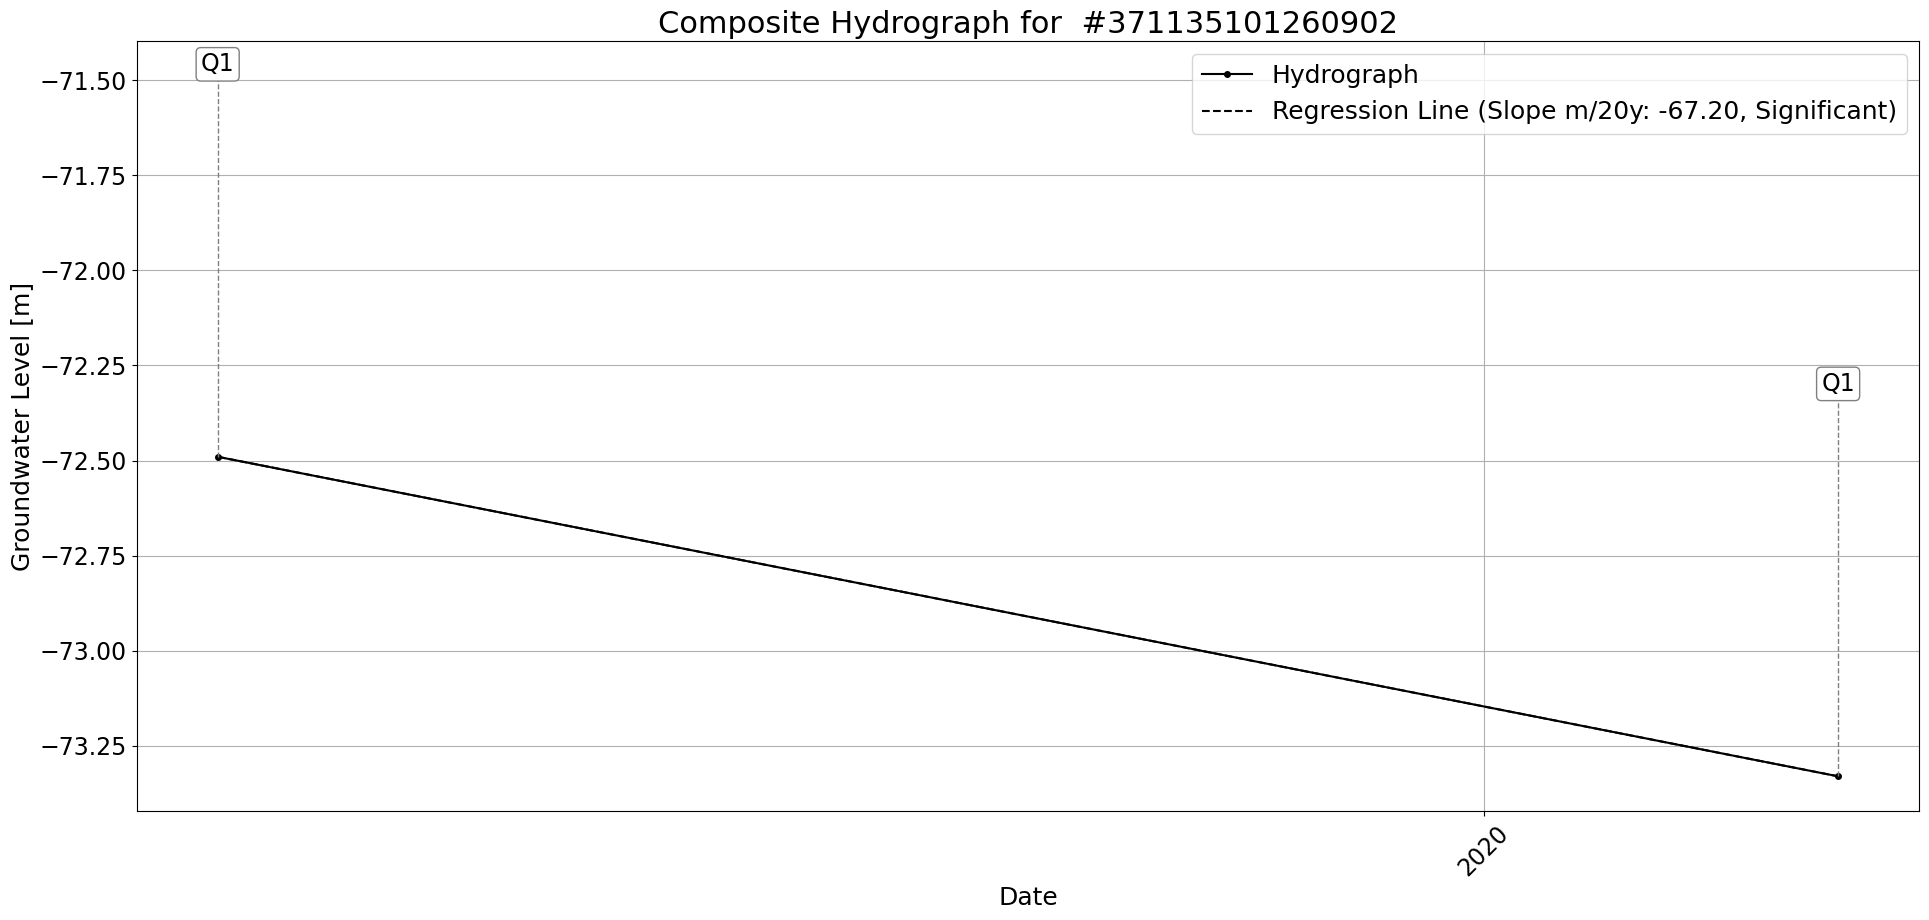 Composite Hydrograph for  #371135101260902
Q1
Hydrograph
Regression Line (Slope m/20y: -67.20, Significant)
Q1
Groundwater Level [m]
−71.50
−71.75
−72.00
−72.25
−72.50
−72.75
−73.00
−73.25
2020
Date